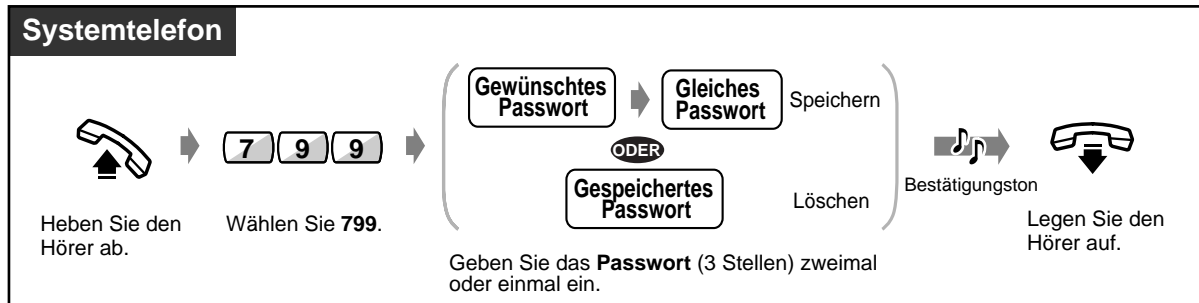 Systemtelefon
Gewünschtes
Passwort
Gleiches
Passwort
Speichern
7 9 9
ODER
Gespeichertes
Passwort
Löschen
Bestätigungston
Heben Sie den
Hörer ab.
Wählen Sie 799.
Geben Sie das Passwort (3 Stellen) zweimal
oder einmal ein.
Legen Sie den
Hörer auf.